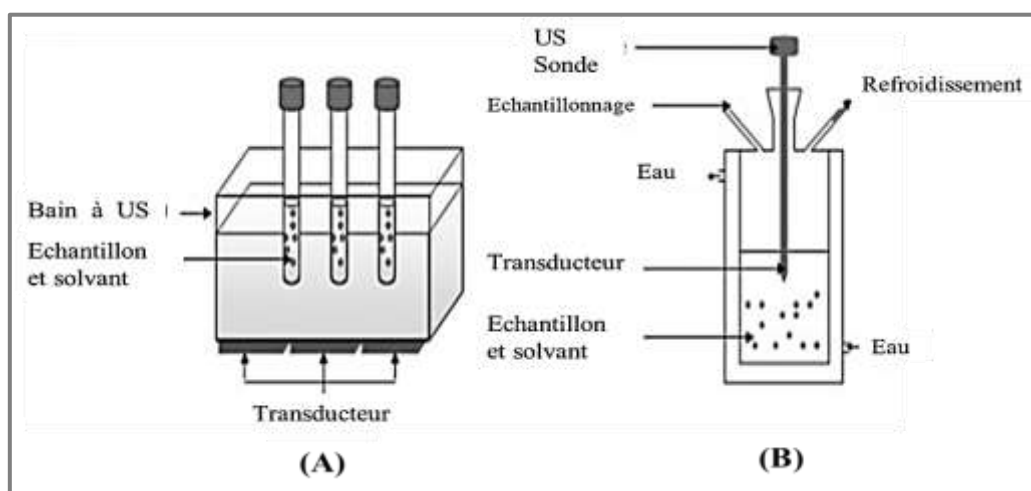 Bain à US
Echantillon
et solvant
Transducteur
(A)
US
Sonde
Echantillonnage
Refroidissement
Eau
Transducteur
Echantillon
et solvant
Eau
(B)